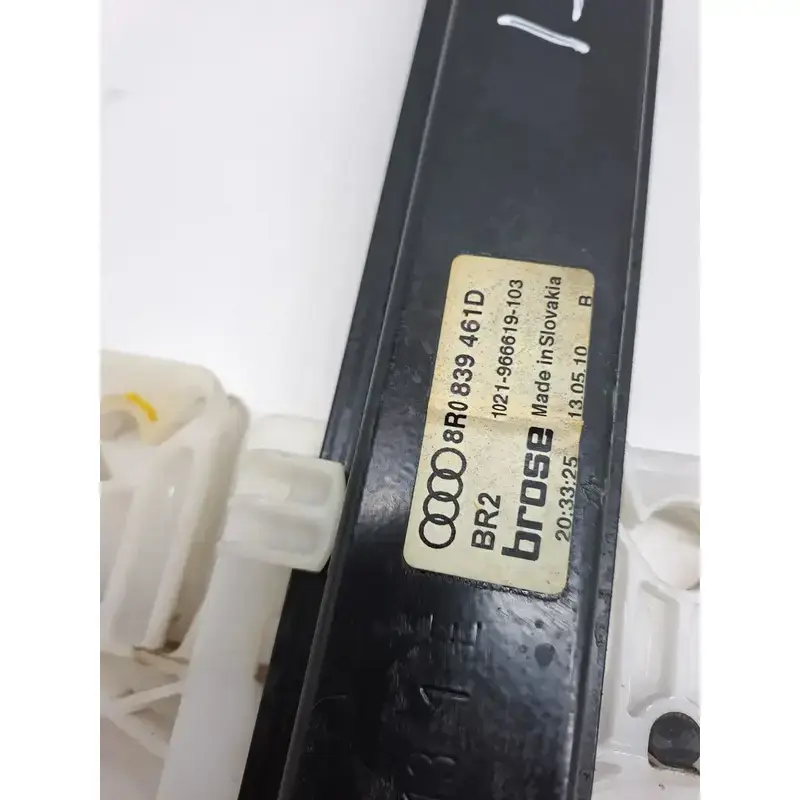 8R0 839 461D
BR2 1021-966619-103
brose Made in Slovakia
20:33:25 13.05.10 B